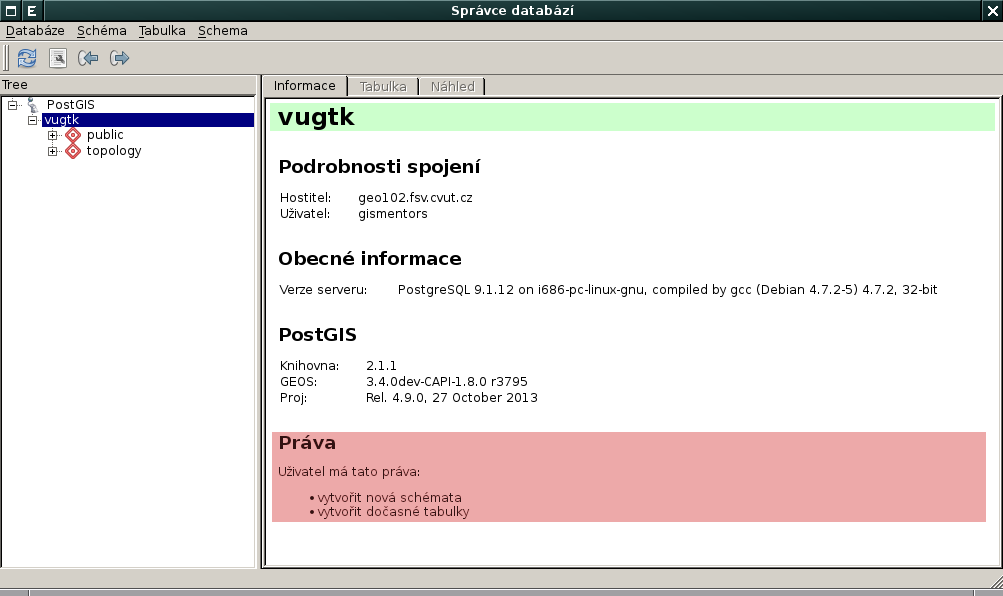 E Správce databází
Databáze Schéma Tabulka Schema
Tree
PostGIS
vugtk
public
topology
Informace Tabulka Náhled
vugtk
Podrobnosti spojení
Hostitel: geo102.fsv.cvut.cz
Uživatel: gismentors
Obecné informace
Verze serveru: PostgreSQL 9.1.12 on i686-pc-linux-gnu, compiled by gcc (Debian 4.7.2-5) 4.7.2, 32-bit
PostGIS
Knihovna: 2.1.1
GEOS: 3.4.0dev-CAPI-1.8.0 r3795
Proj: Rel. 4.9.0, 27 October 2013
Práva
Uživatel má tato práva:
• vytvořit nová schémata
• vytvořit dočasné tabulky